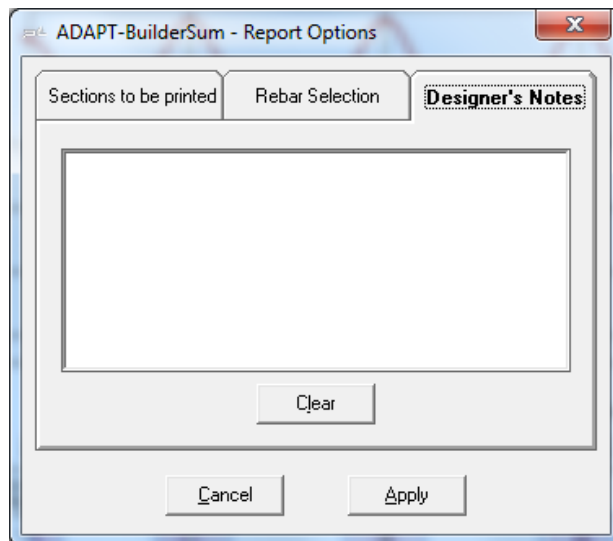 ADAPT-BuilderSum - Report Options
Sections to be printed Rebar Selection Designer's Notes
Clear
Cancel Apply